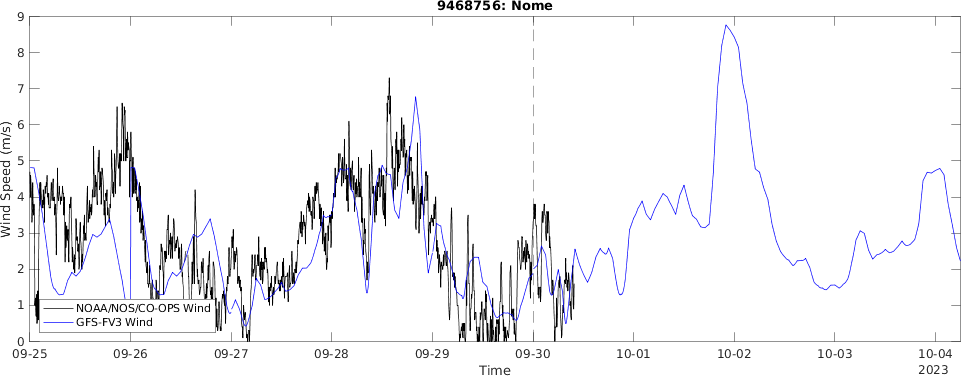 9468756: Nome
9
8
7
6
5
4
3
2
1
0
Wind Speed (m/s)
NOAA/NOS/CO-OPS Wind
GFS-FV3 Wind
09-25 09-26 09-27 09-28 09-29 09-30 10-01 10-02 10-03 10-04
Time 2023